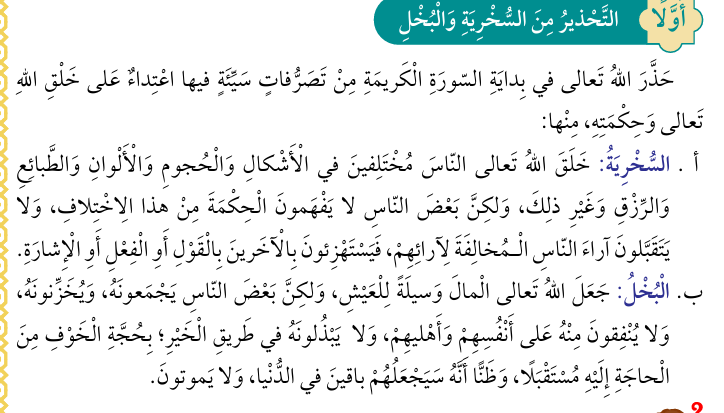 أَوَّلًا التَّحْذيرُ مِنَ السُّخْرِيَةِ وَالْبُخْلِ
حَذَّرَ اللهُ تَعالى في بِدايَةِ السّورَةِ الْكَريمَةِ مِنْ تَصَرُّفاتٍ سَيِّئَةٍ فيها اعْتِداءٌ عَلى خَلْقِ اللهِ
تَعالى وَحِكْمَتِهِ، مِنْها:
أ . السُّخْرِيَةُ: خَلَقَ اللهُ تَعالى النّاسَ مُخْتَلِفينَ في الْأَشْكالِ وَالْحُجومِ وَالْأَلْوانِ وَالطَّبائِعِ
وَالرِّزْقِ وَغَيْرِ ذلِكَ، وَلكِنَّ بَعْضَ النّاسِ لا يَفْهَمونَ الْحِكْمَةَ مِنْ هذا الِاخْتِلافِ، وَلا
يَتَقَبَّلونَ آراءَ النّاسِ الْـمُخالِفَةَ لِآرائِهِمْ، فَيَسْتَهْزِئونَ بِالْآخَرينَ بِالْقَوْلِ أَوِ الْفِعْلِ أَوِ الْإِشارَةِ.
ب. الْبُخْلُ: جَعَلَ اللهُ تَعالى الْمالَ وَسيلَةً لِلْعَيْشِ، وَلكِنَّ بَعْضَ النّاسِ يَجْمَعونَهُ، وَيُخَزِّنونَهُ،
وَلا يُنْفِقونَ مِنْهُ عَلى أَنْفُسِهِمْ وَأَهْليهِمْ، وَلا يَبْذُلونَهُ في طَريقِ الْخَيْرِ؛ بِحُجَّةِ الْخَوْفِ مِنَ
الْحاجَةِ إِلَيْهِ مُسْتَقْبَلًا، وَظَنًّا أَنَّهُ سَيَجْعَلُهُمْ باقينَ في الدُّنْيا، وَلا يَموتونَ.